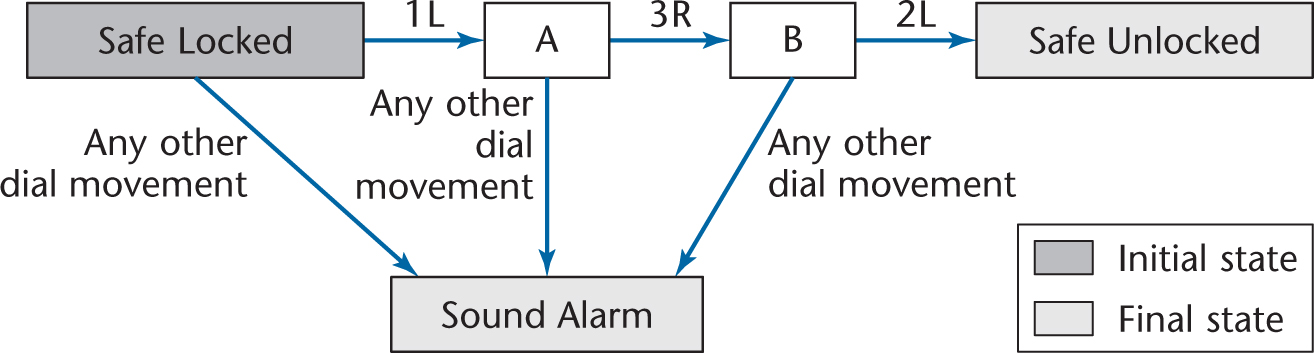 Safe Locked
1L
A
3R
B
2L
Safe Unlocked
Any other
dial movement
Any other
dial
movement
Any other
dial movement
Sound Alarm
Initial state
Final state